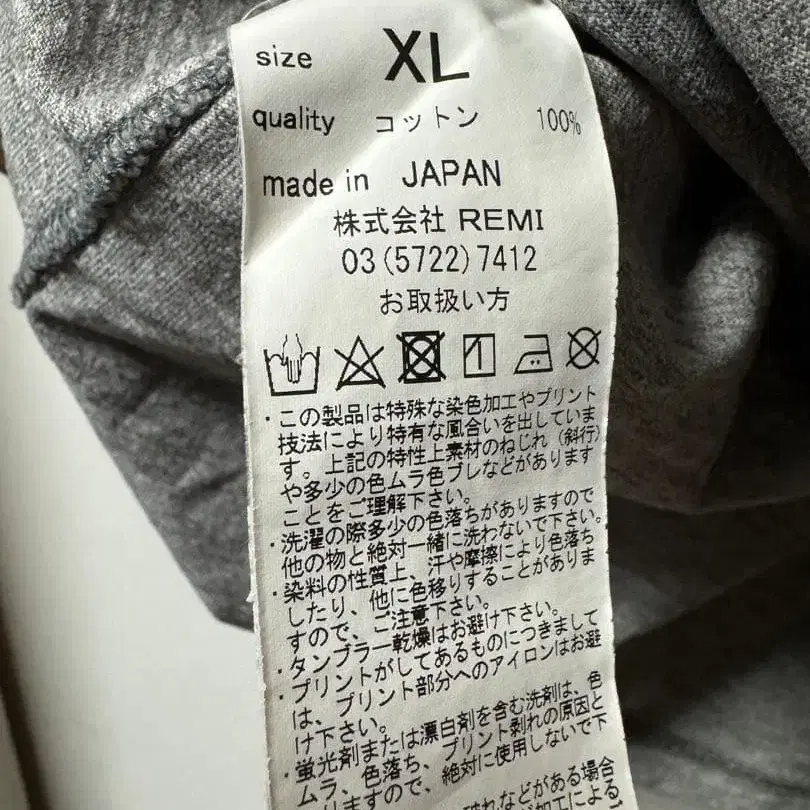 size XL
quality コットン 100%
made in JAPAN
株式会社 REMI
03(5722)7412
お取扱い方
・この製品は特殊な染色加工やプリント
技法により特有な風合いを出していま
す。上記の特性上素材のねじれ(斜行)
や多少の色ムラ色ブレなどがあります
ことをご理解下さい。
・洗濯の際多少の色落ちがありますので
他の物と絶対一緒に洗わないで下さい。
・染料の性質上、汗や摩擦により色落ち
したり、他に色移りすることがありま
すので、ご注意下さい。
・タンブラー乾燥はお避け下さい。
・プリントがしてあるものにつきまして
は、プリント部分へのアイロンはお避
け下さい。
・蛍光剤または漂白剤を含む洗剤は、色
ムラ、色落ち、プリント剥れの原因と
りますので、絶対に使用しないで下
れなどがある場合
加工による